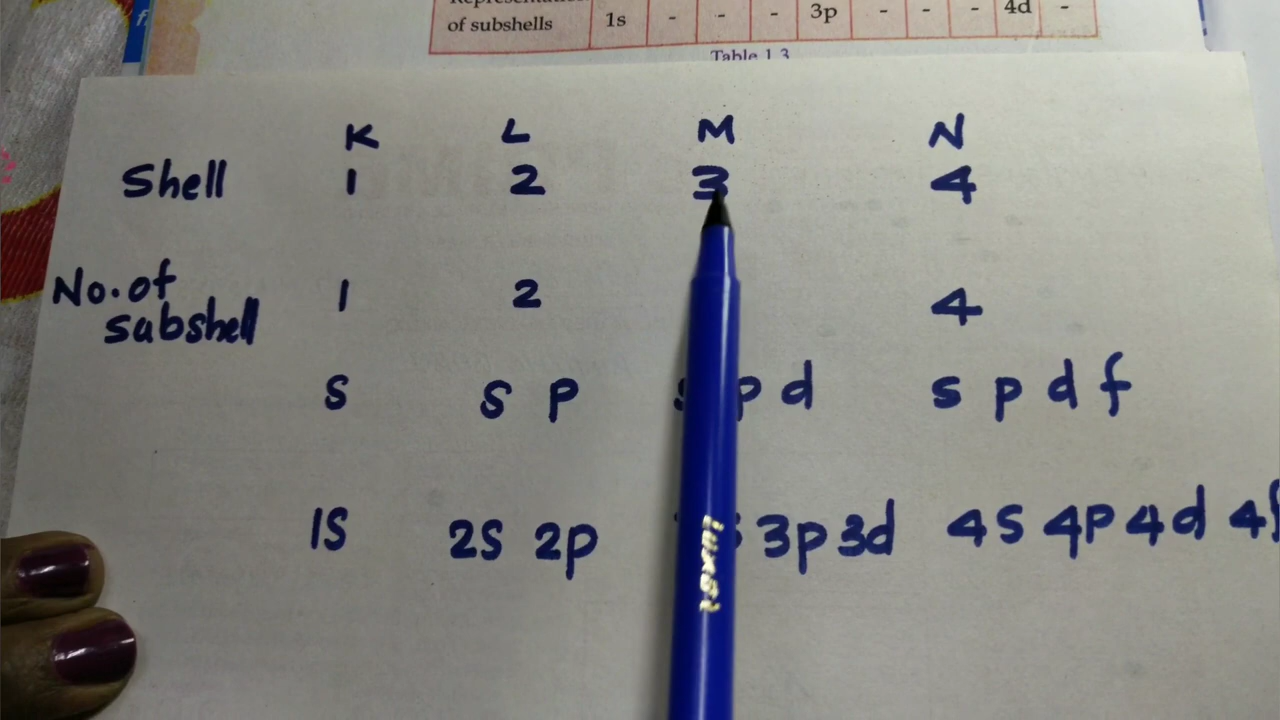 of subshells 1s - - - 3p - - - 4d -
Table 1.3
K L M N
Shell 1 2 3 4
No. of subshell 1 2 4
s s p p d s p d f
1s 2s 2p 3p 3d 4s 4p 4d 4f